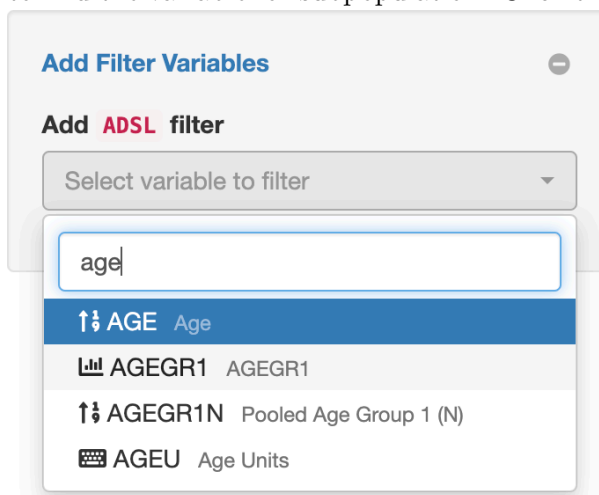 Add Filter Variables
Add ADSL filter
Select variable to filter
age
AGE Age
AGEGR1 AGEGR1
AGEGR1N Pooled Age Group 1 (N)
AGEU Age Units